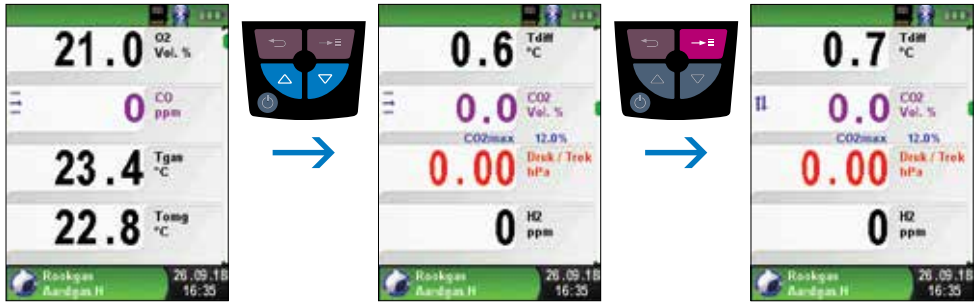 21.0 O2 Vol. %
0 CO ppm
23.4 Tgas °C
22.8 Tomg °C
Rookgas 26.09.18
Aardgas H 16:35
0.6 Tdiff °C
0.0 CO2 Vol. %
CO2max 12.0%
0.00 Druk / Trek hPa
0 H2 ppm
Rookgas 26.09.18
Aardgas H 16:35
0.7 Tdiff °C
0.0 CO2 Vol. %
CO2max 12.0%
0.00 Druk / Trek hPa
0 H2 ppm
Rookgas 26.09.18
Aardgas H 16:35